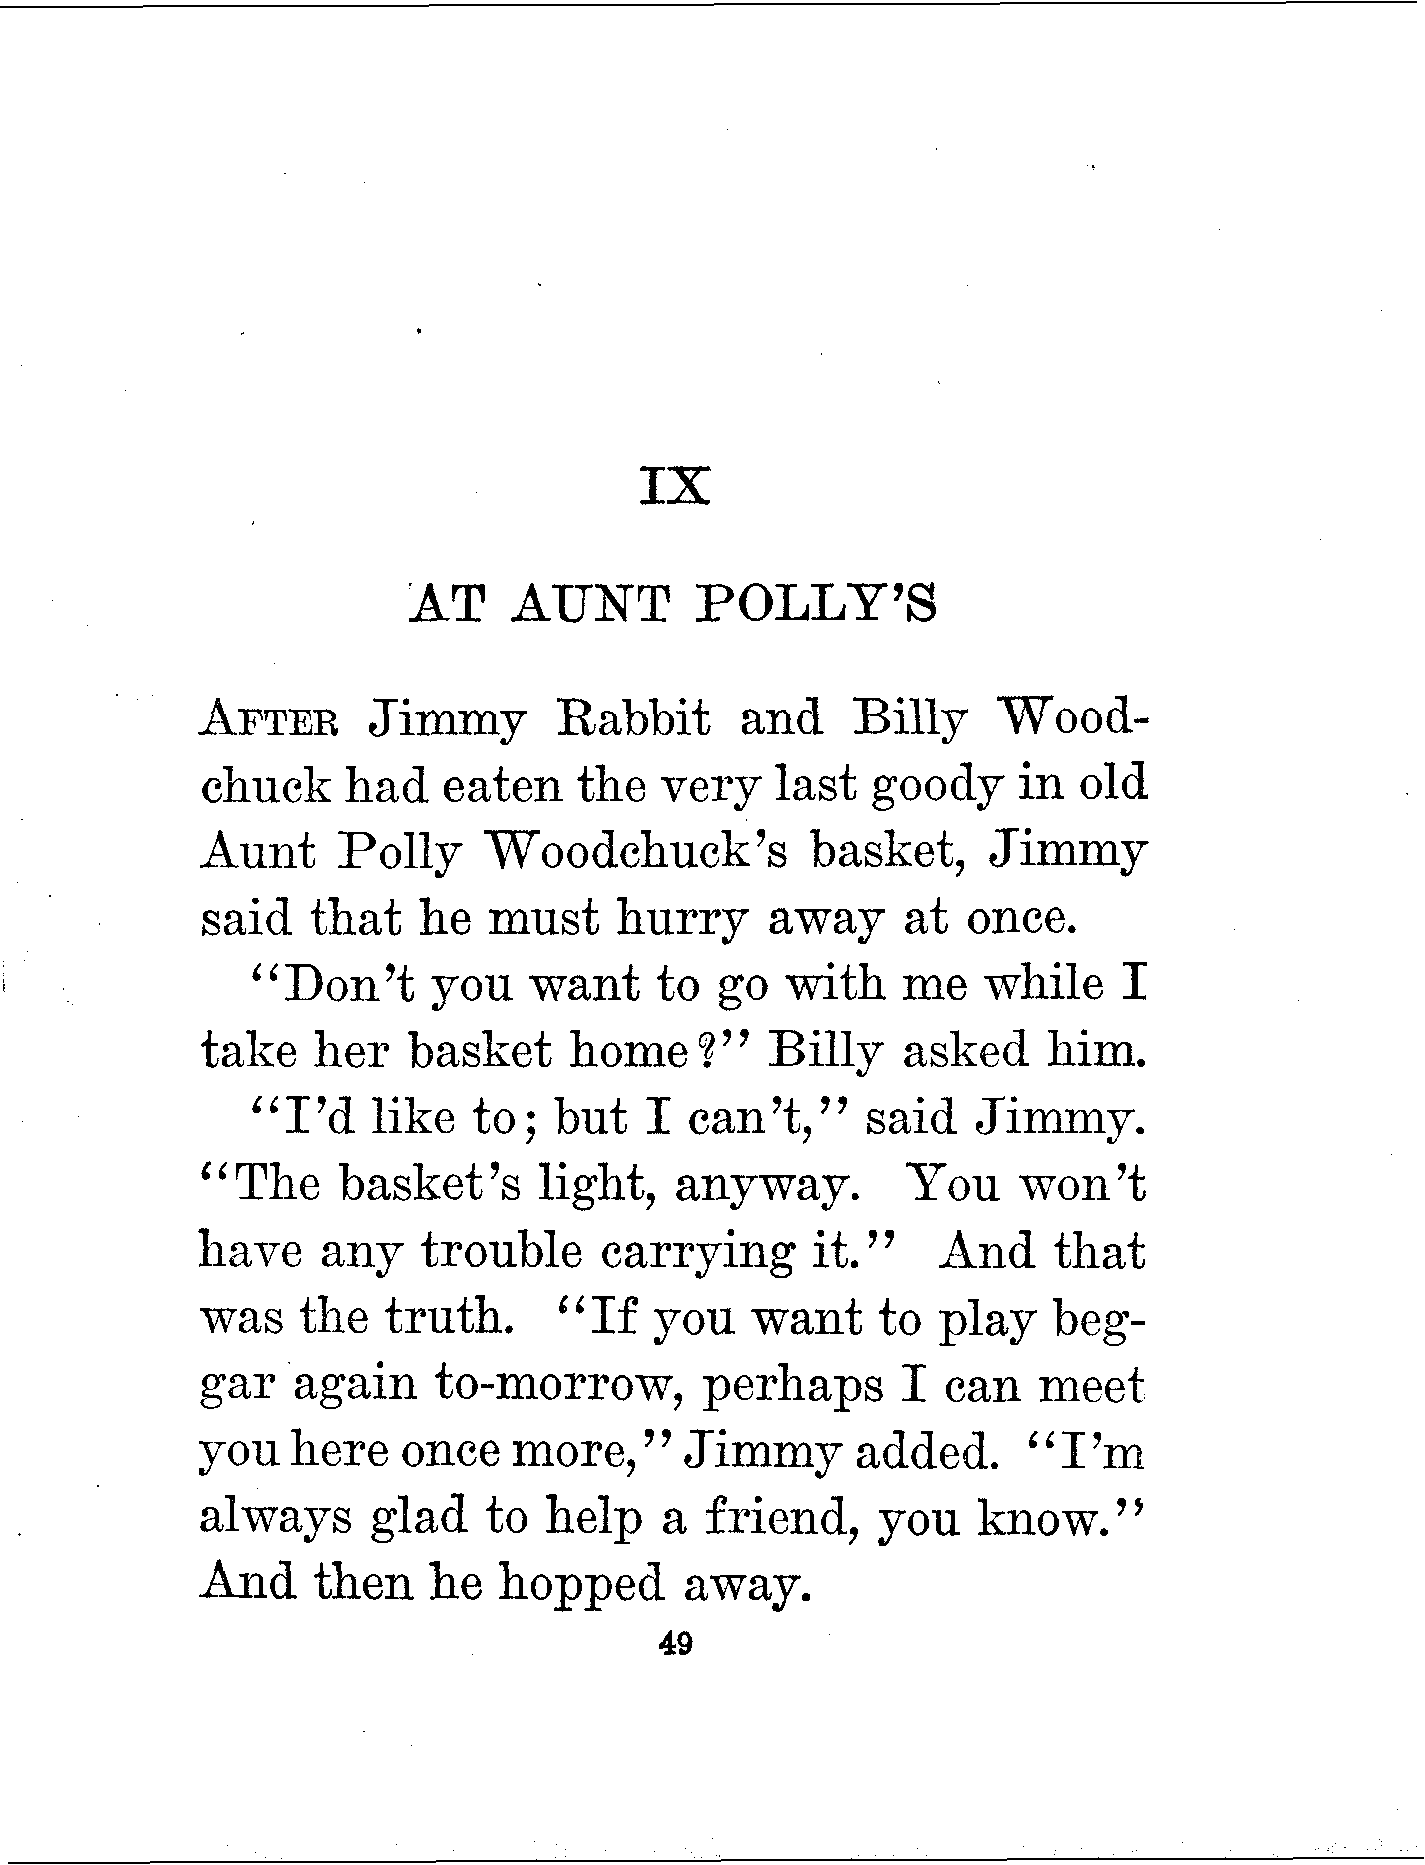 IX
AT AUNT POLLY'S
AFTER Jimmy Rabbit and Billy Wood-
chuck had eaten the very last goody in old
Aunt Polly Woodchuck's basket, Jimmy
said that he must hurry away at once.
"Don't you want to go with me while I
take her basket home?" Billy asked him.
"I'd like to; but I can't," said Jimmy.
"The basket's light, anyway. You won't
have any trouble carrying it." And that
was the truth. "If you want to play beg-
gar again to-morrow, perhaps I can meet
you here once more," Jimmy added. "I'm
always glad to help a friend, you know."
And then he hopped away.
49